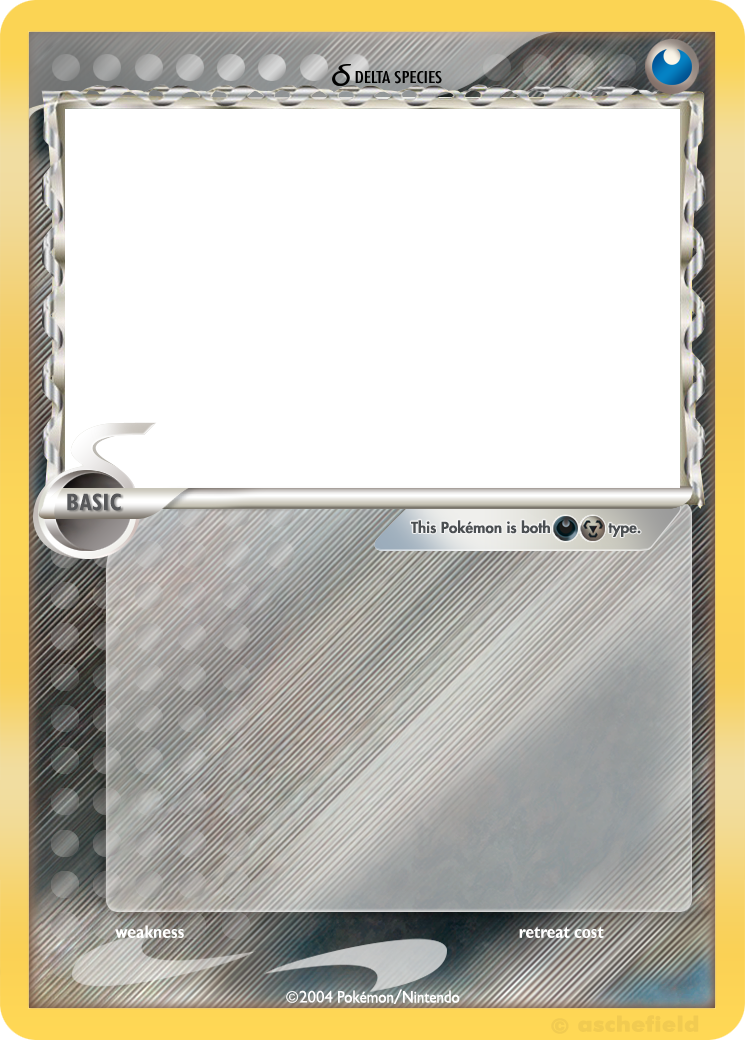 δ DELTA SPECIES
BASIC
This Pokémon is both type.
weakness retreat cost
©2004 Pokémon/Nintendo
© aschefield